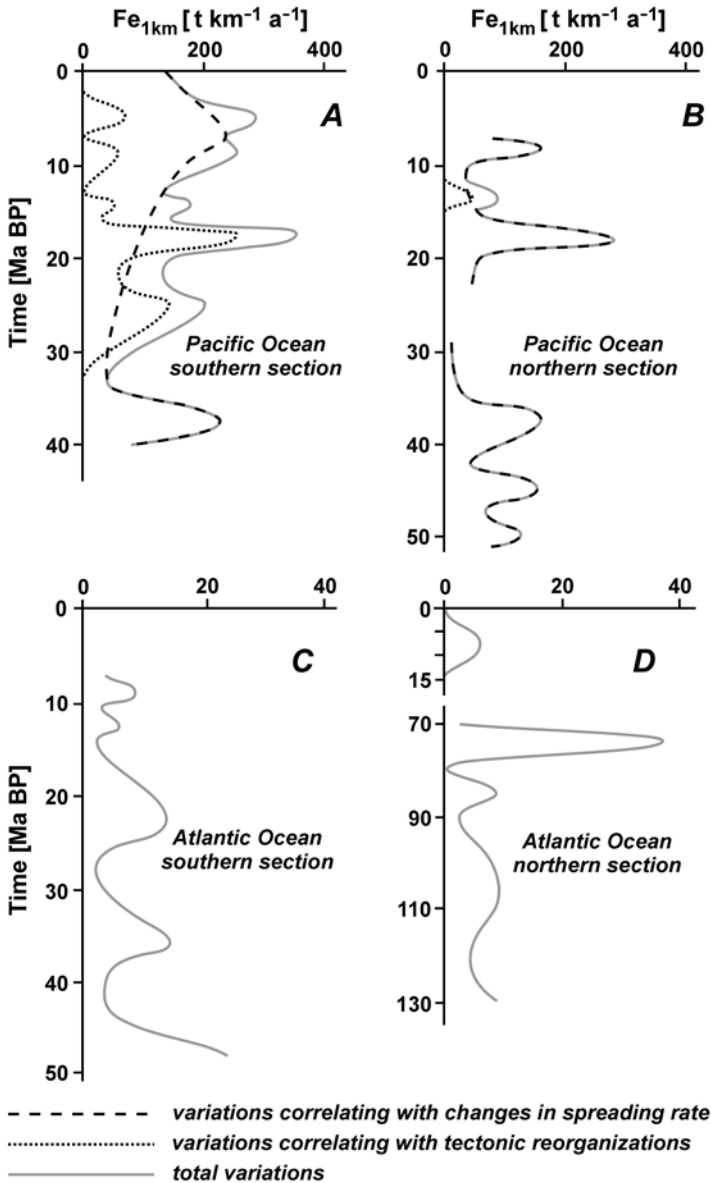 Fe1km [ t km–1 a–1]
0 200 400
Time [Ma BP]
0
10
20
30
40
A
Pacific Ocean
southern section
Fe1km [ t km–1 a–1]
0 200 400
0
10
20
30
40
50
B
Pacific Ocean
northern section
0 20 40
Time [Ma BP]
0
10
20
30
40
50
C
Atlantic Ocean
southern section
0 20 40
0
15
70
90
110
130
D
Atlantic Ocean
northern section
variations correlating with changes in spreading rate
variations correlating with tectonic reorganizations
total variations